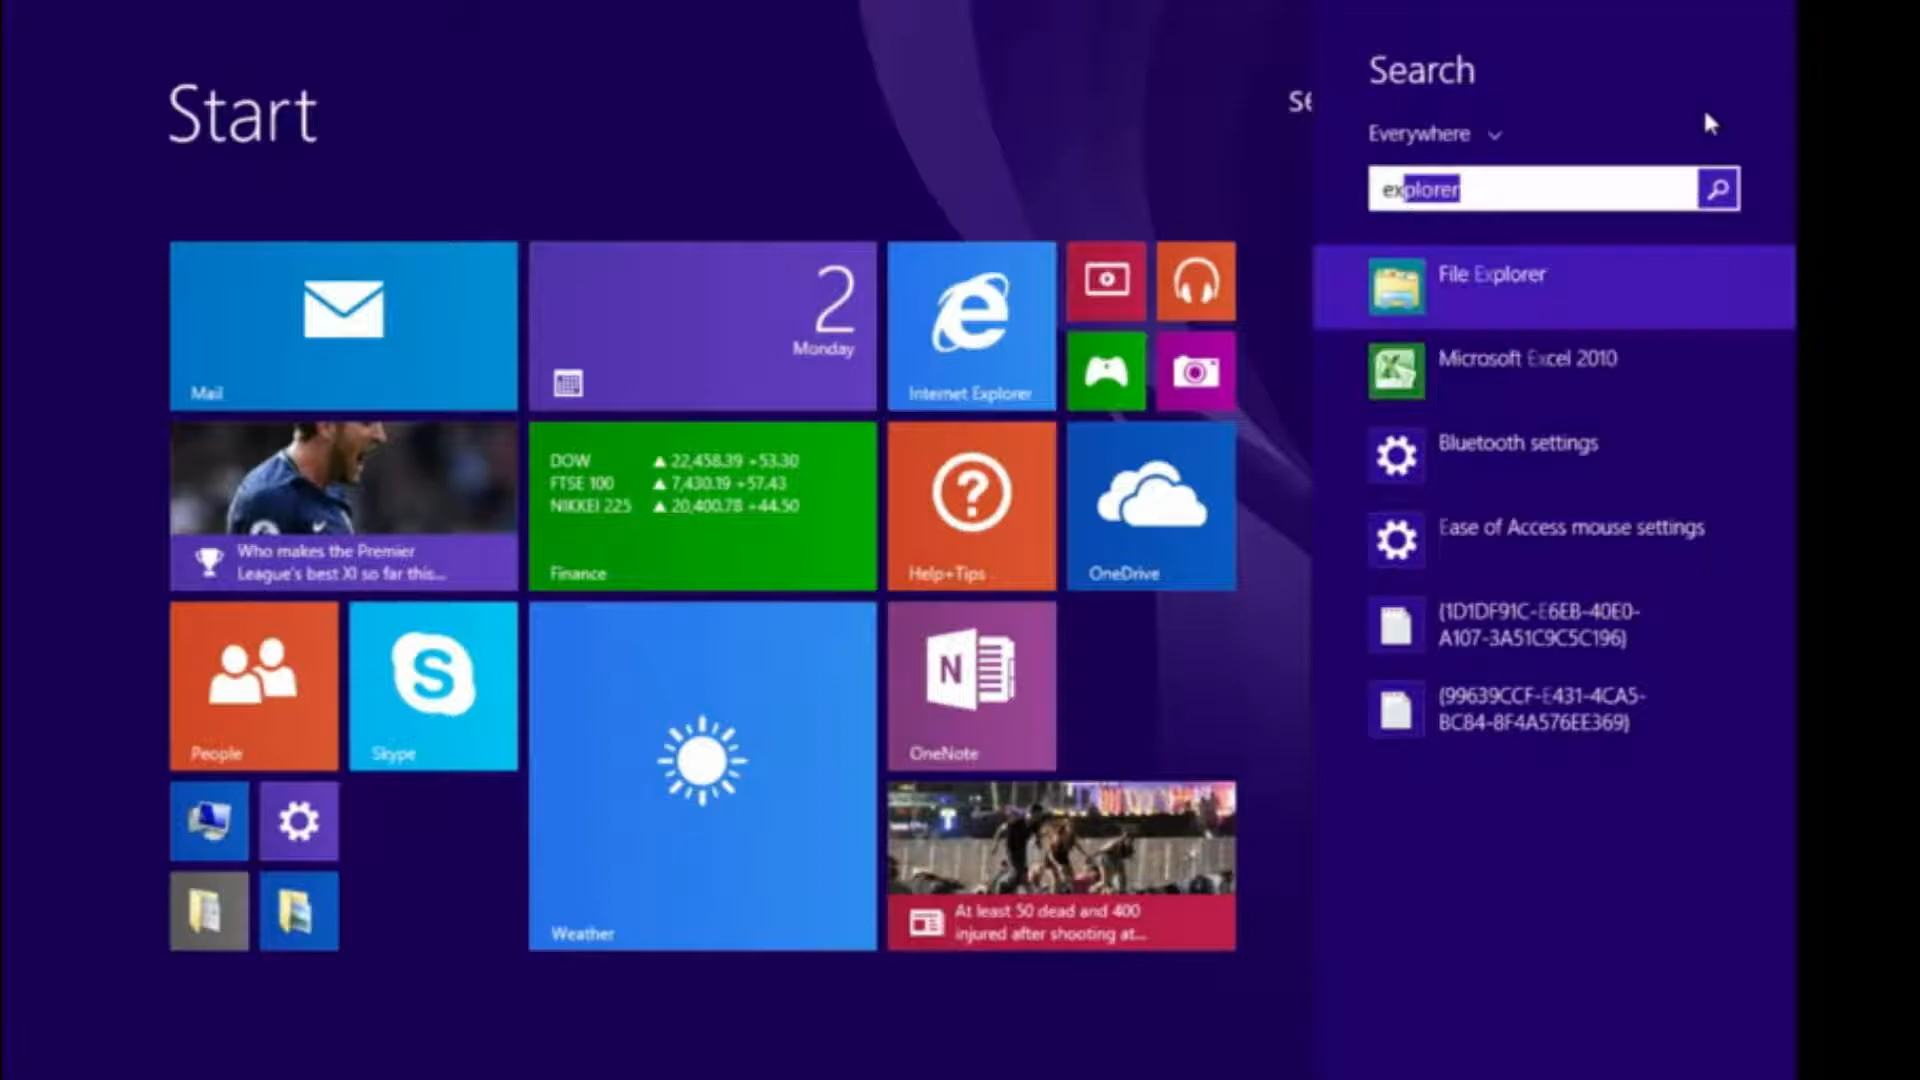 Start
Mail
2
Monday
Internet Explorer
DOW ▲ 22,458.39 +53.30
FTSE 100 ▲ 7,430.19 +57.43
NIKKEI 225 ▲ 20,400.78 +44.50
Finance
Who makes the Premier
League's best XI so far this...
Help+Tips
OneDrive
People
Skype
S
N
OneNote
Weather
At least 50 dead and 400
injured after shooting at...
Se
Search
Everywhere
explorer
File Explorer
Microsoft Excel 2010
Bluetooth settings
Ease of Access mouse settings
{1D1DF91C-E6EB-40E0-
A107-3A51C9C5C196}
{99639CCF-E431-4CA5-
BC84-8F4A576EE369}